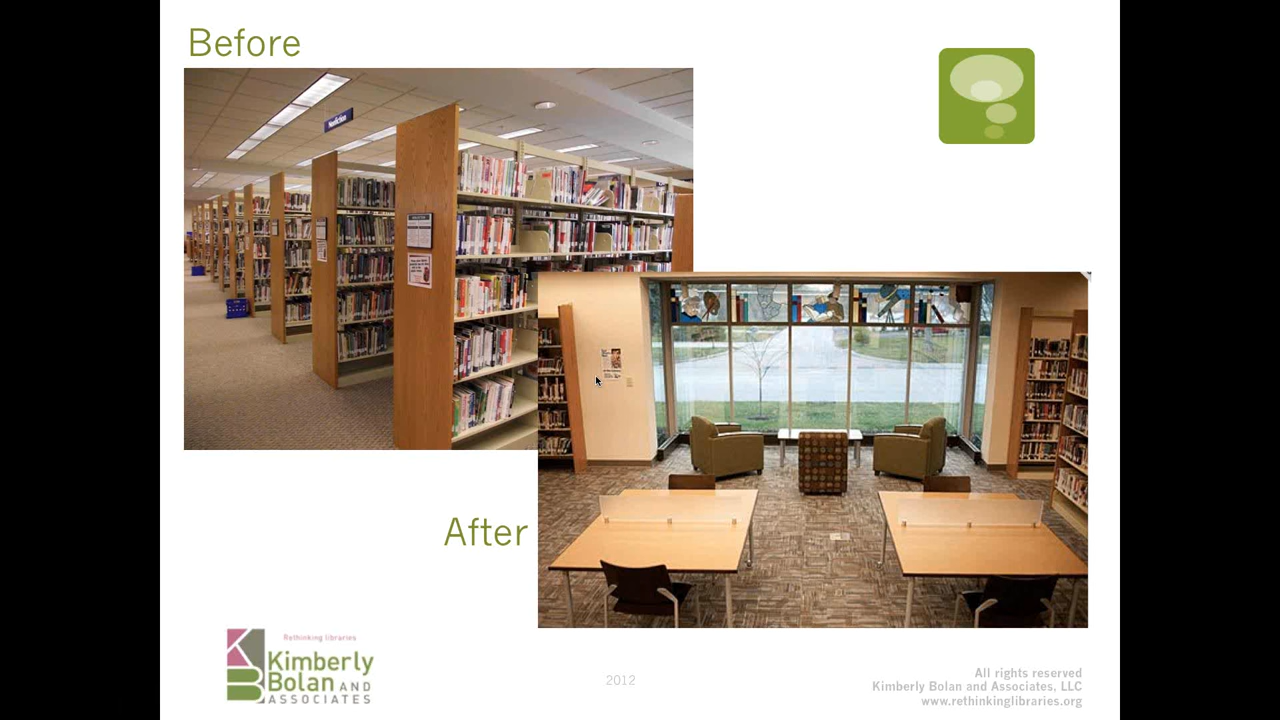 Before
Nonfiction
After
Rethinking libraries
Kimberly
Bolan AND
ASSOCIATES
2012
All rights reserved
Kimberly Bolan and Associates, LLC
www.rethinkinglibraries.org